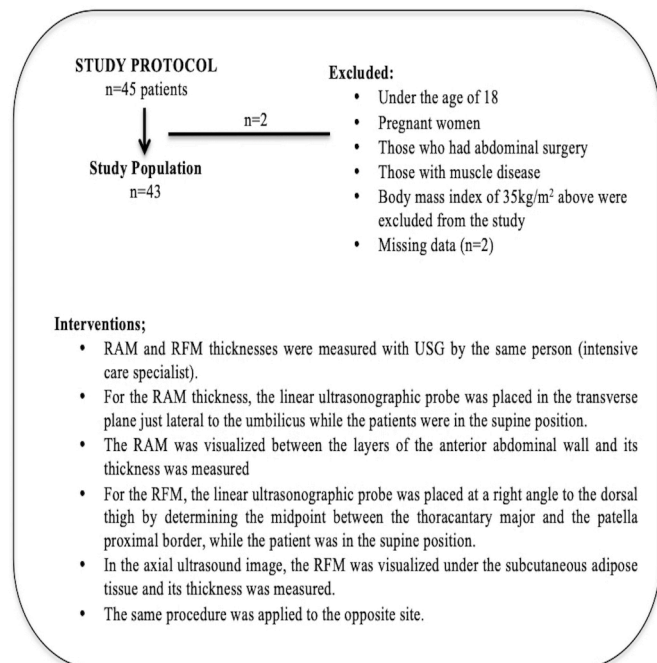 STUDY PROTOCOL
n=45 patients
n=2
Study Population
n=43
Excluded:
• Under the age of 18
• Pregnant women
• Those who had abdominal surgery
• Those with muscle disease
• Body mass index of 35kg/m² above were
excluded from the study
• Missing data (n=2)
Interventions;
• RAM and RFM thicknesses were measured with USG by the same person (intensive
care specialist).
• For the RAM thickness, the linear ultrasonographic probe was placed in the transverse
plane just lateral to the umbilicus while the patients were in the supine position.
• The RAM was visualized between the layers of the anterior abdominal wall and its
thickness was measured
• For the RFM, the linear ultrasonographic probe was placed at a right angle to the dorsal
thigh by determining the midpoint between the thoracantary major and the patella
proximal border, while the patient was in the supine position.
• In the axial ultrasound image, the RFM was visualized under the subcutaneous adipose
tissue and its thickness was measured.
• The same procedure was applied to the opposite site.